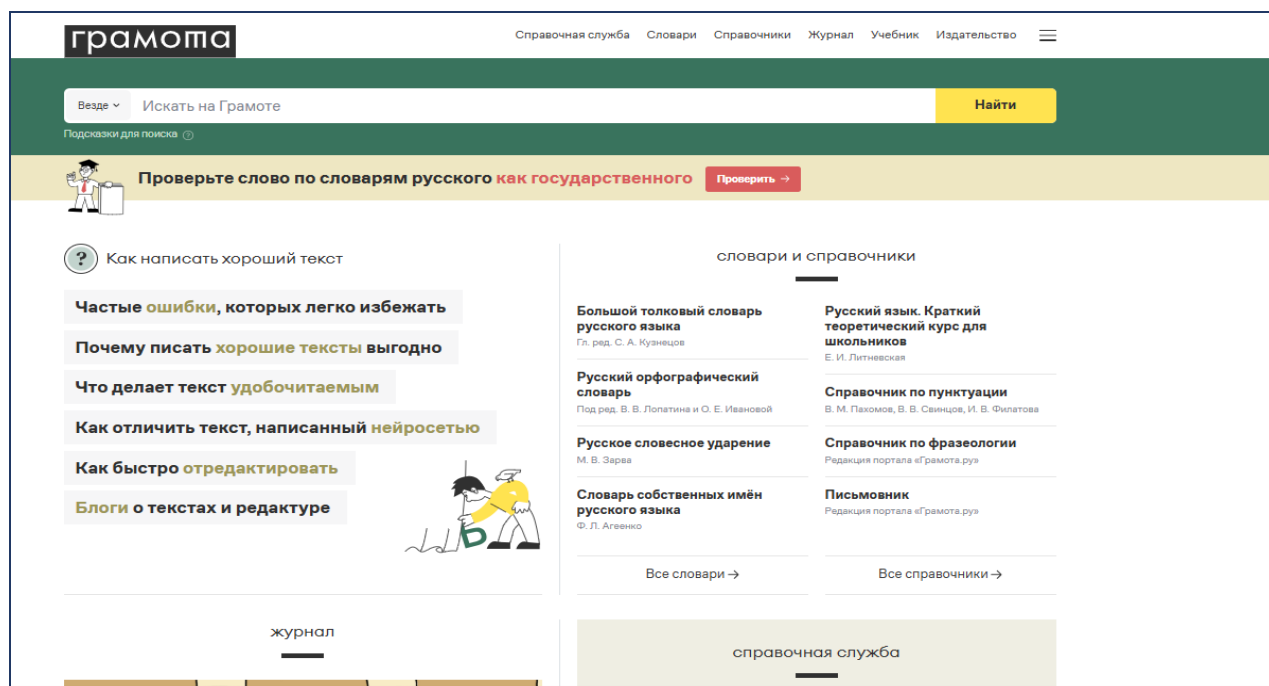 грамота
Справочная служба Словари Справочники Журнал Учебник Издательство
Везде Искать на Грамоте Найти
Подсказки для поиска ?
Проверьте слово по словарям русского как государственного Проверить →
? Как написать хороший текст
Частые ошибки, которых легко избежать
Почему писать хорошие тексты выгодно
Что делает текст удобочитаемым
Как отличить текст, написанный нейросетью
Как быстро отредактировать
Блоги о текстах и редактуре
Ь
словари и справочники
Большой толковый словарь
русского языка
Гл. ред. С. А. Кузнецов
Русский орфографический
словарь
Под ред. В. В. Лопатина и О. Е. Ивановой
Русское словесное ударение
М. В. Зарва
Словарь собственных имён
русского языка
Ф. Л. Агеенко
Все словари →
Русский язык. Краткий
теоретический курс для
школьников
Е. И. Литневская
Справочник по пунктуации
В. М. Пахомов, В. В. Свинцов, И. В. Филатова
Справочник по фразеологии
Редакция портала «Грамота.ру»
Письмовник
Редакция портала «Грамота.ру»
Все справочники →
журнал
справочная служба